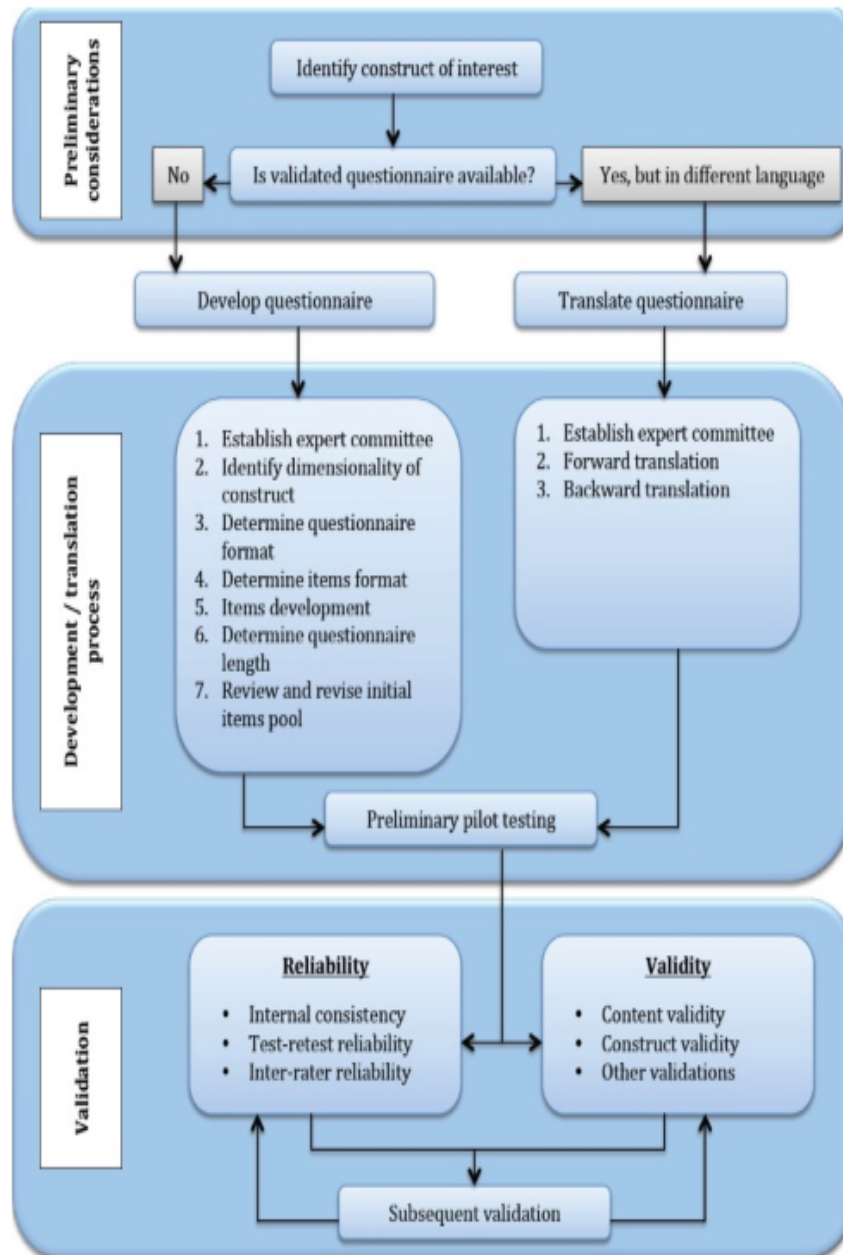 Preliminary
considerations
Identify construct of interest
No
Is validated questionnaire available?
Yes, but in different language
Develop questionnaire
Translate questionnaire
Development / translation
process
1. Establish expert committee
2. Identify dimensionality of
construct
3. Determine questionnaire
format
4. Determine items format
5. Items development
6. Determine questionnaire
length
7. Review and revise initial
items pool
1. Establish expert committee
2. Forward translation
3. Backward translation
Preliminary pilot testing
Validation
Reliability
• Internal consistency
• Test-retest reliability
• Inter-rater reliability
Validity
• Content validity
• Construct validity
• Other validations
Subsequent validation